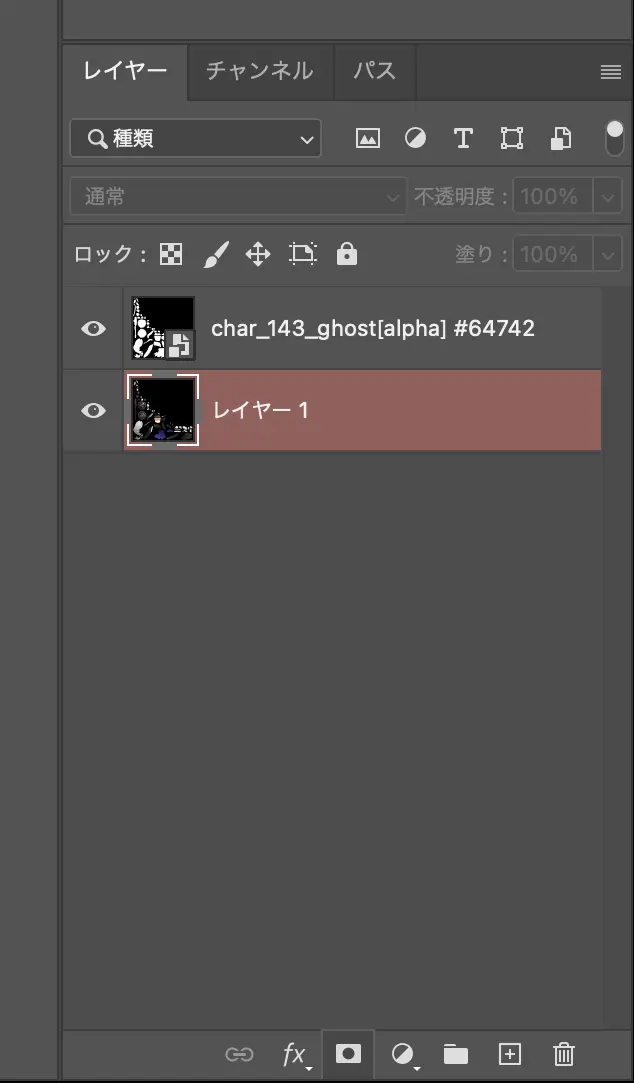 レイヤー チャンネル パス
種類
通常 不透明度 : 100%
ロック : 塗り : 100%
char_143_ghost[alpha] #64742
レイヤー 1
fx